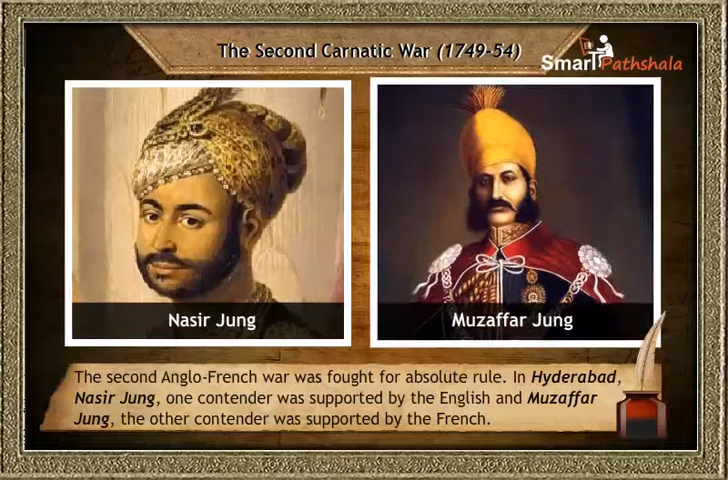 The Second Carnatic War (1749-54)
Smart Pathshala
Nasir Jung
Muzaffar Jung
The second Anglo-French war was fought for absolute rule. In Hyderabad,
Nasir Jung, one contender was supported by the English and Muzaffar
Jung, the other contender was supported by the French.